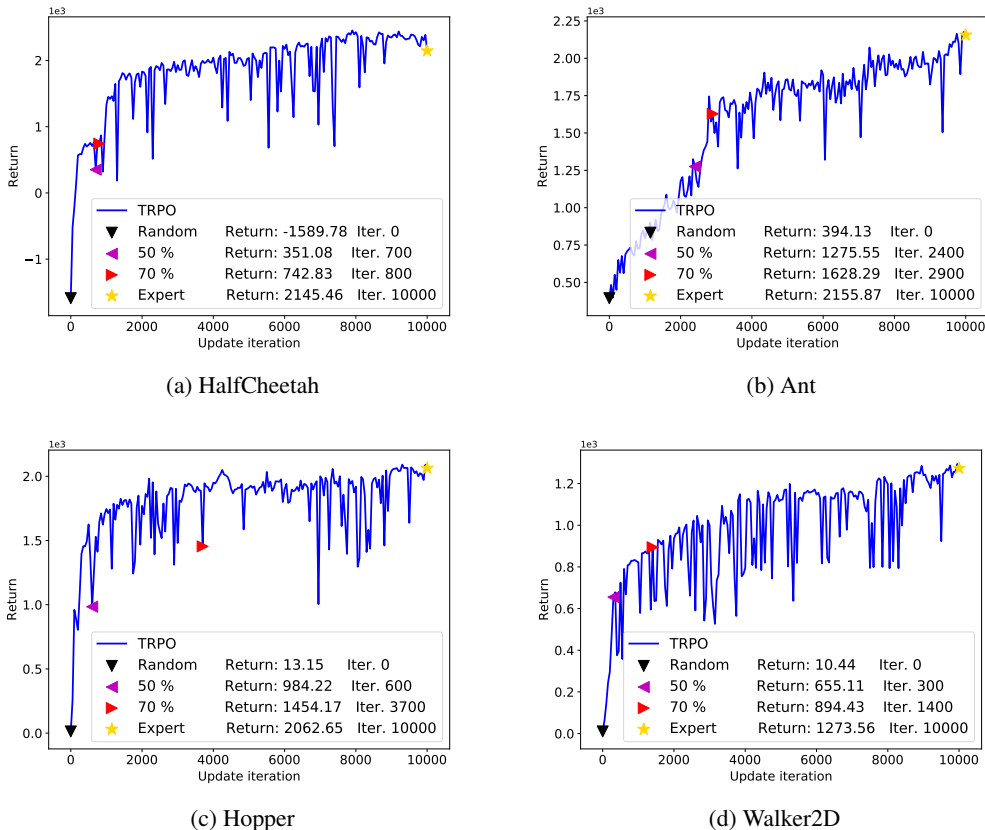 1e3
2
1
0
−1
Return
TRPO
Random Return: -1589.78 Iter. 0
50 % Return: 351.08 Iter. 700
70 % Return: 742.83 Iter. 800
Expert Return: 2145.46 Iter. 10000
0 2000 4000 6000 8000 10000
Update iteration
(a) HalfCheetah
1e3
2.25
2.00
1.75
1.50
1.25
1.00
0.75
0.50
Return
TRPO
Random Return: 394.13 Iter. 0
50 % Return: 1275.55 Iter. 2400
70 % Return: 1628.29 Iter. 2900
Expert Return: 2155.87 Iter. 10000
0 2000 4000 6000 8000 10000
Update iteration
(b) Ant
1e3
2.0
1.5
1.0
0.5
0.0
Return
TRPO
Random Return: 13.15 Iter. 0
50 % Return: 984.22 Iter. 600
70 % Return: 1454.17 Iter. 3700
Expert Return: 2062.65 Iter. 10000
0 2000 4000 6000 8000 10000
Update iteration
(c) Hopper
1e3
1.2
1.0
0.8
0.6
0.4
0.2
0.0
Return
TRPO
Random Return: 10.44 Iter. 0
50 % Return: 655.11 Iter. 300
70 % Return: 894.43 Iter. 1400
Expert Return: 1273.56 Iter. 10000
0 2000 4000 6000 8000 10000
Update iteration
(d) Walker2D